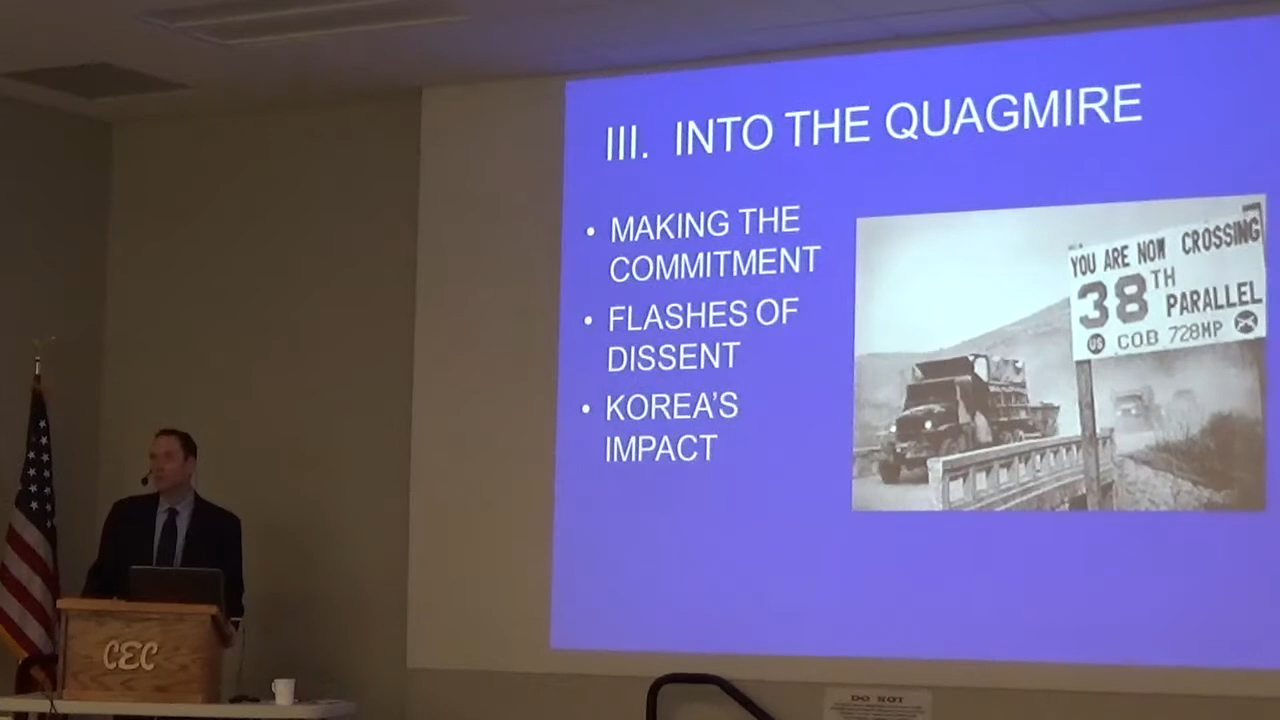 III. INTO THE QUAGMIRE
• MAKING THE
COMMITMENT
• FLASHES OF
DISSENT
• KOREA'S
IMPACT
YOU ARE NOW CROSSING
38TH
PARALLEL
US CO.B 728MP
CEC
DO NOT